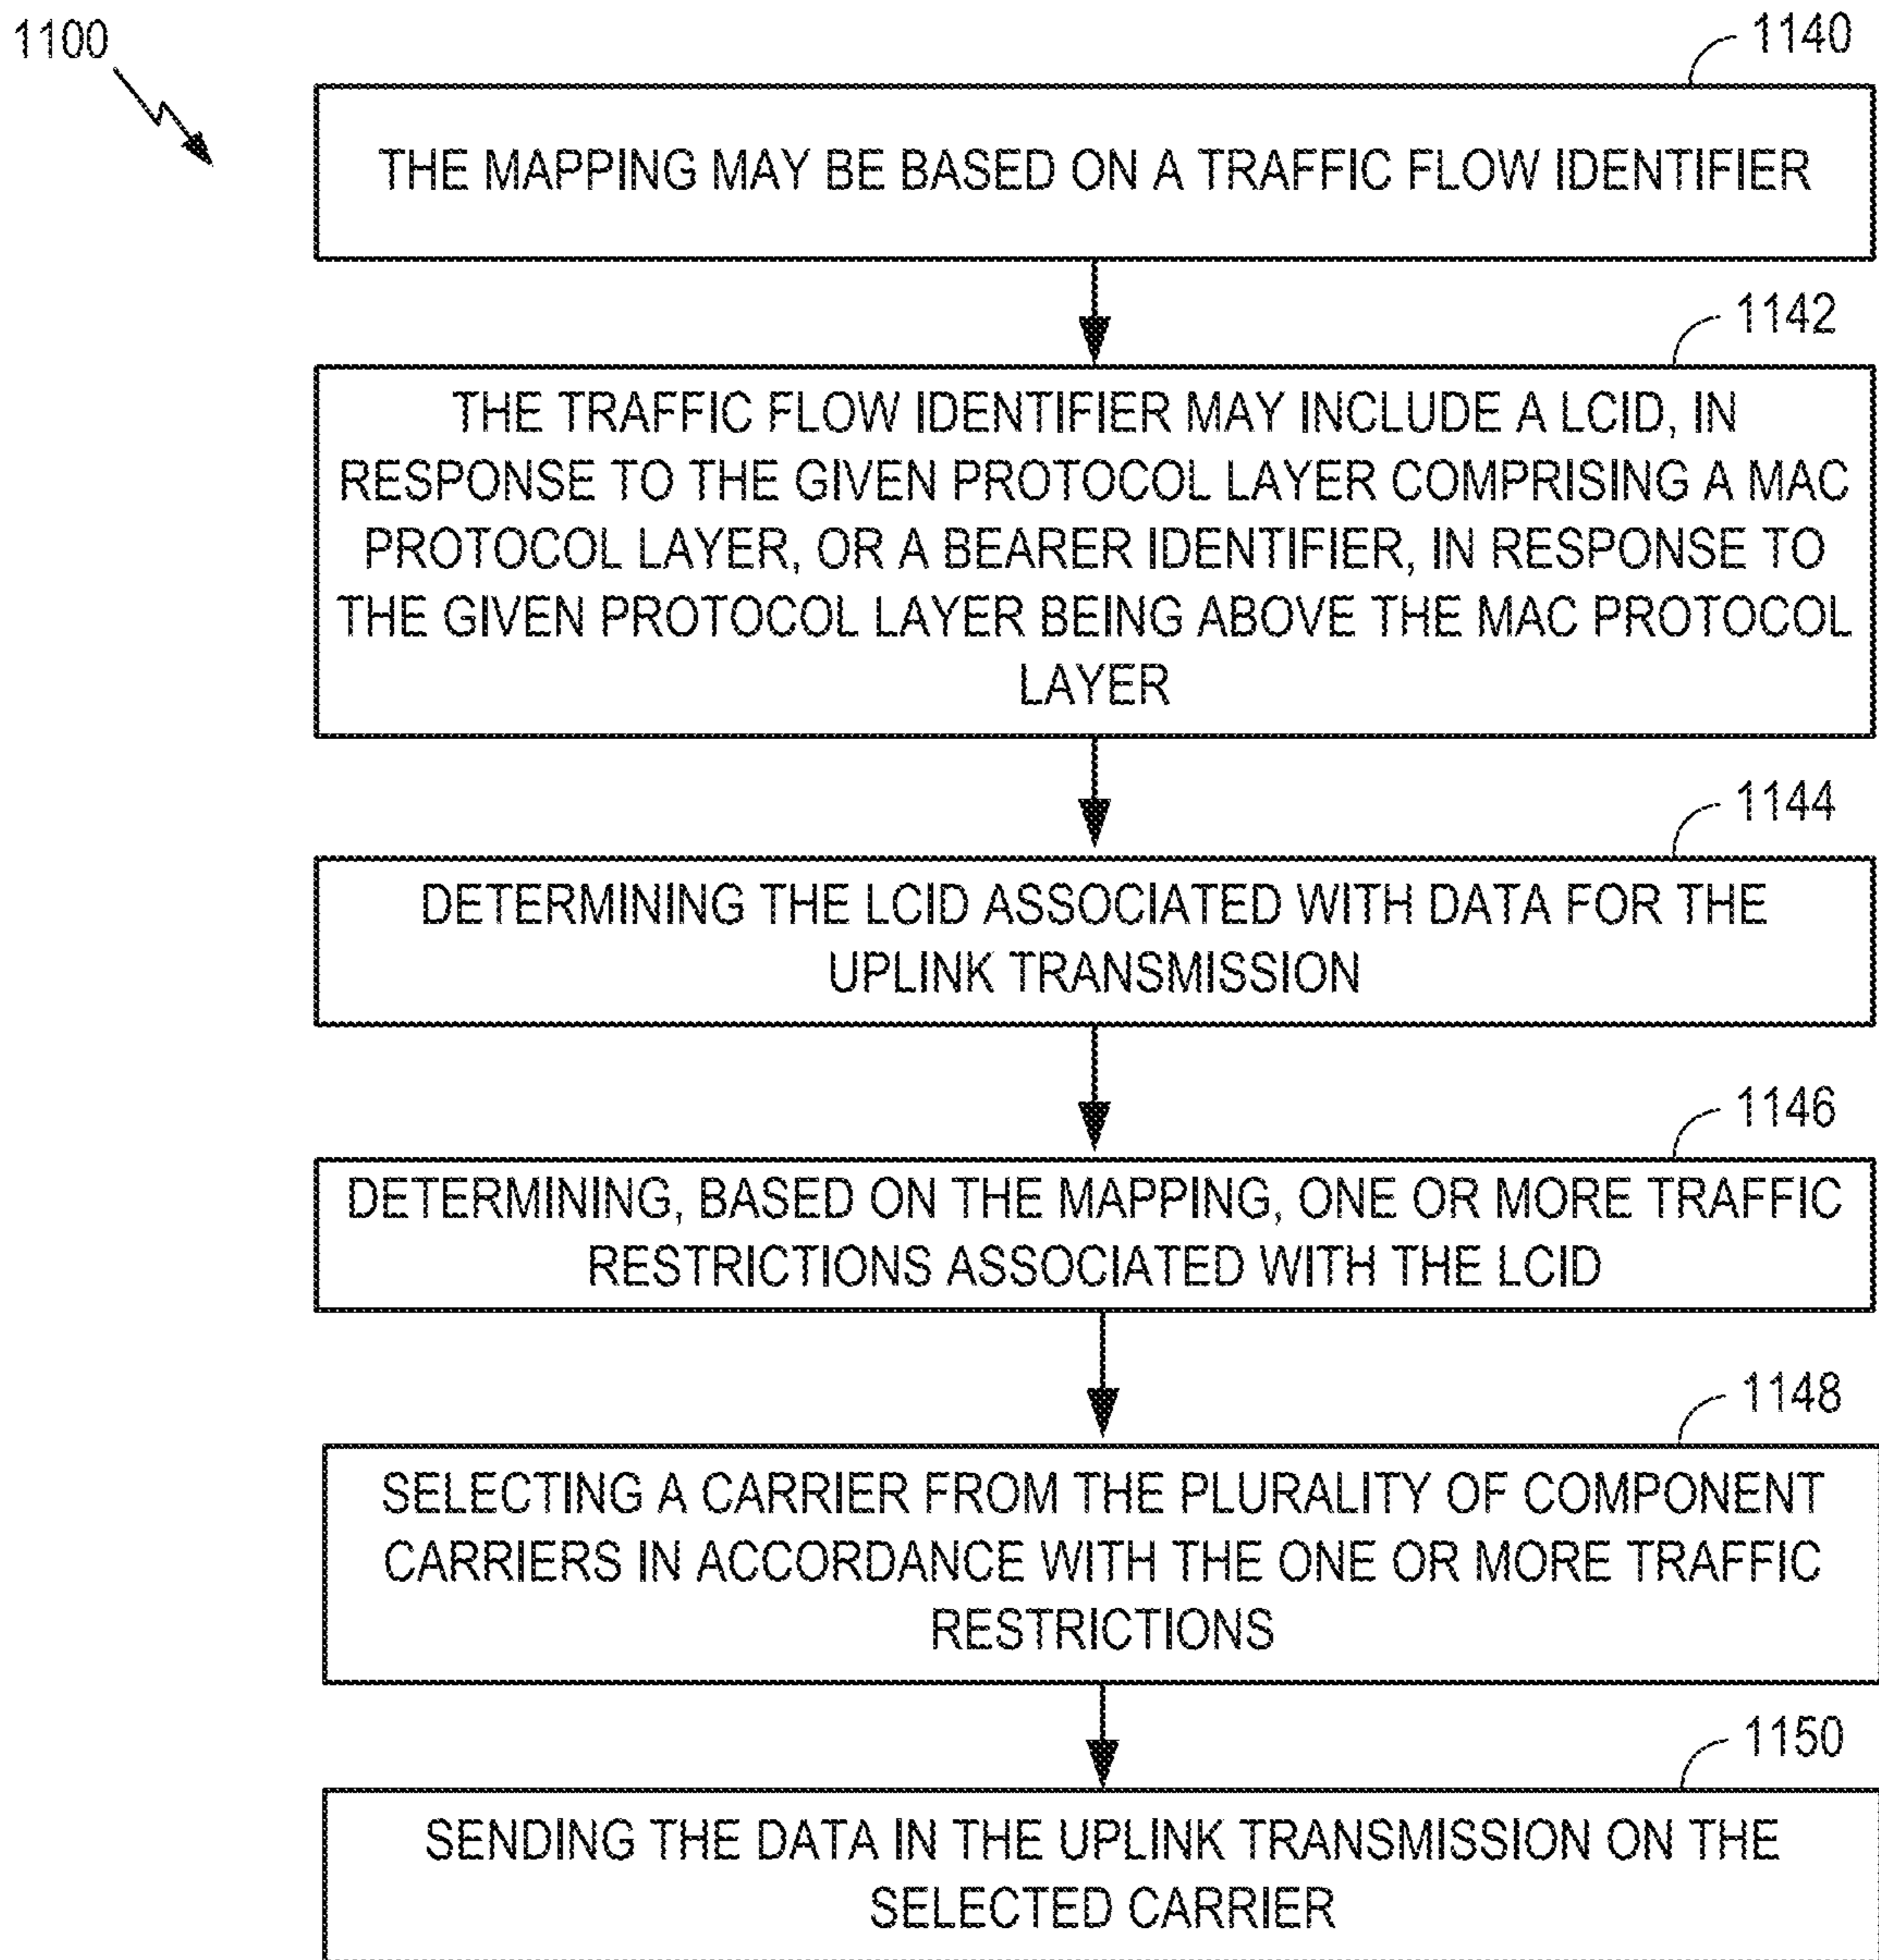 1100
1140
THE MAPPING MAY BE BASED ON A TRAFFIC FLOW IDENTIFIER
1142
THE TRAFFIC FLOW IDENTIFIER MAY INCLUDE A LCID, IN
RESPONSE TO THE GIVEN PROTOCOL LAYER COMPRISING A MAC
PROTOCOL LAYER, OR A BEARER IDENTIFIER, IN RESPONSE TO
THE GIVEN PROTOCOL LAYER BEING ABOVE THE MAC PROTOCOL
LAYER
1144
DETERMINING THE LCID ASSOCIATED WITH DATA FOR THE
UPLINK TRANSMISSION
1146
DETERMINING, BASED ON THE MAPPING, ONE OR MORE TRAFFIC
RESTRICTIONS ASSOCIATED WITH THE LCID
1148
SELECTING A CARRIER FROM THE PLURALITY OF COMPONENT
CARRIERS IN ACCORDANCE WITH THE ONE OR MORE TRAFFIC
RESTRICTIONS
1150
SENDING THE DATA IN THE UPLINK TRANSMISSION ON THE
SELECTED CARRIER